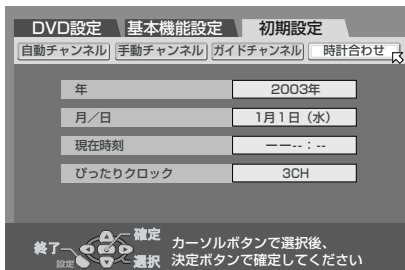 DVD設定 基本機能設定 初期設定
自動チャンネル 手動チャンネル ガイドチャンネル 時計合わせ
年 2003年
月／日 1月1日（水）
現在時刻 ーー-- : --
ぴったりクロック 3CH
終了 確定 カーソルボタンで選択後、
設定 選択 決定ボタンで確定してください